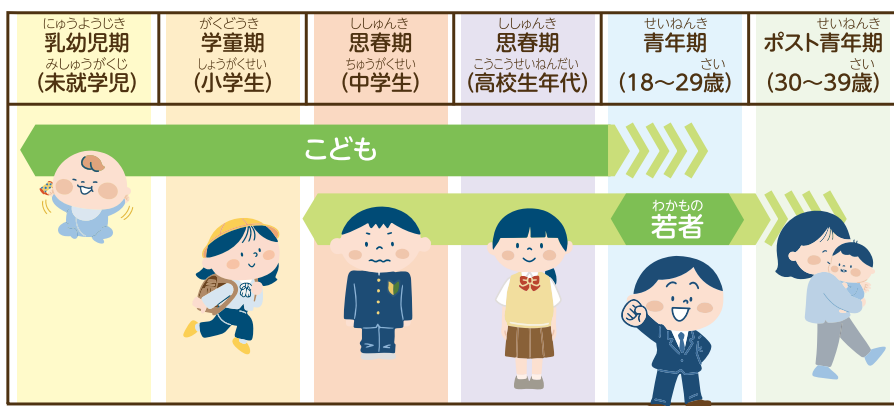 にゅうようじき
乳幼児期
みしゅうがくじ
(未就学児)
がくどうき
学童期
しょうがくせい
(小学生)
ししゅんき
思春期
ちゅうがくせい
(中学生)
ししゅんき
思春期
こうこうせいねんだい
(高校生年代)
せいねんき
青年期
さい
(18〜29歳)
せいねんき
ポスト青年期
さい
(30〜39歳)
こども
わかもの
若者